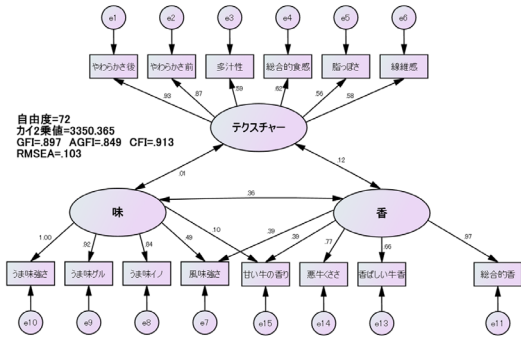 e1 e2 e3 e4 e5 e6
やわらかさ後 やわらかさ前 多汁性 総合的食感 脂っぽさ 線維感
.93 .87 .69 .62 .56 .58
テクスチャー
自由度=72
カイ2乗値=3350.365
GFI=.897 AGFI=.849 CFI=.913
RMSEA=.103
.01 .12
.36
味 香
1.00 .92 .84 .49 .10 .39 .39 .77 .66 .97
うま味強さ うま味グル うま味イノ 風味強さ 甘い牛の香り 悪牛くささ 香ばしい牛香 総合的香
e10 e9 e8 e7 e15 e14 e13 e11